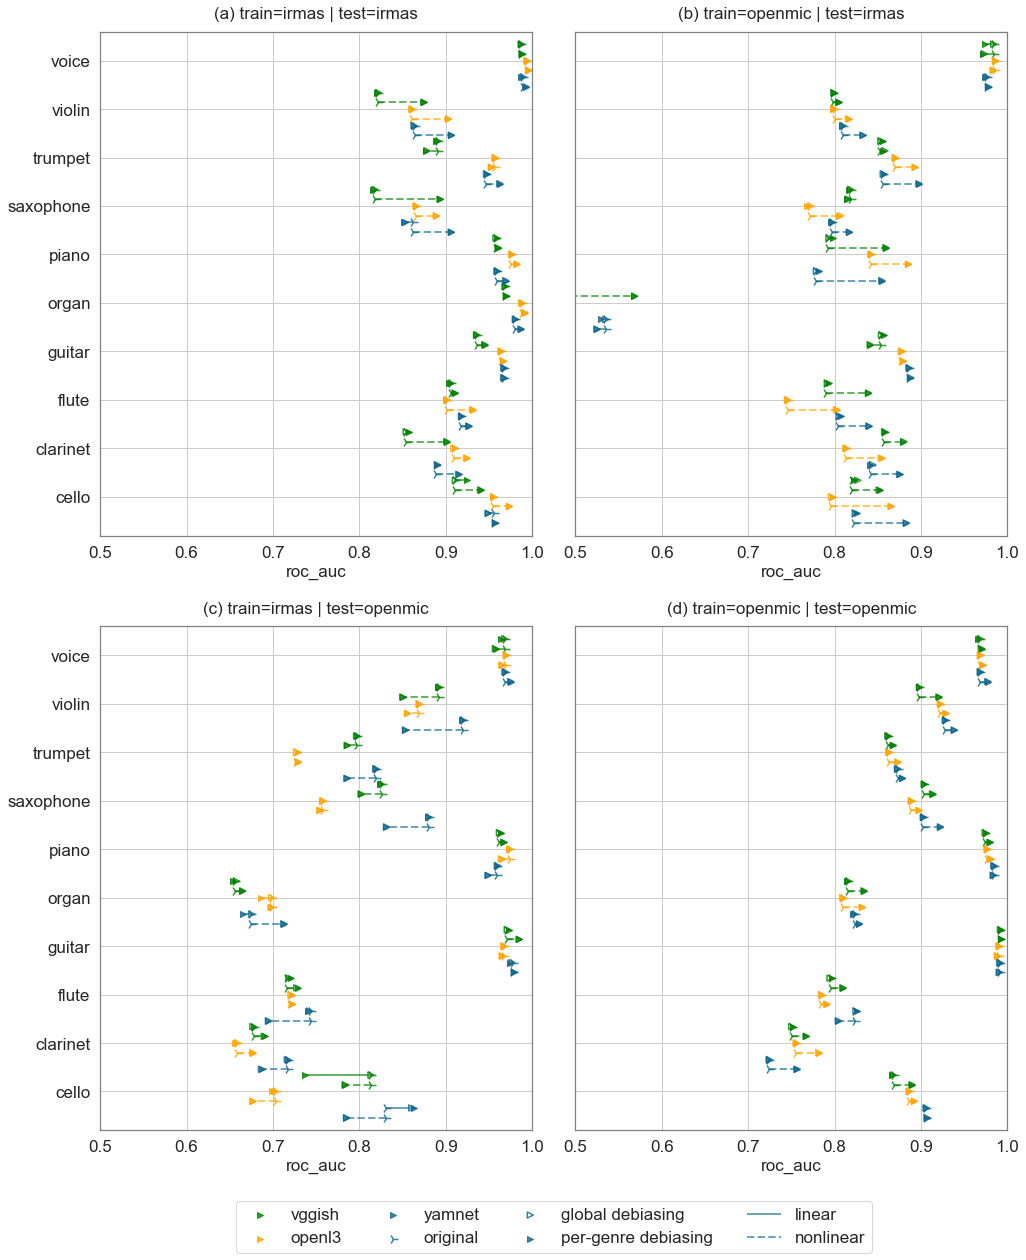 (a) train=irmas | test=irmas
(b) train=openmic | test=irmas
voice
violin
trumpet
saxophone
piano
organ
guitar
flute
clarinet
cello
0.5 0.6 0.7 0.8 0.9 1.0
roc_auc
0.5 0.6 0.7 0.8 0.9 1.0
roc_auc
(c) train=irmas | test=openmic
(d) train=openmic | test=openmic
voice
violin
trumpet
saxophone
piano
organ
guitar
flute
clarinet
cello
0.5 0.6 0.7 0.8 0.9 1.0
roc_auc
0.5 0.6 0.7 0.8 0.9 1.0
roc_auc
vggish yamnet global debiasing linear
openl3 original per-genre debiasing nonlinear